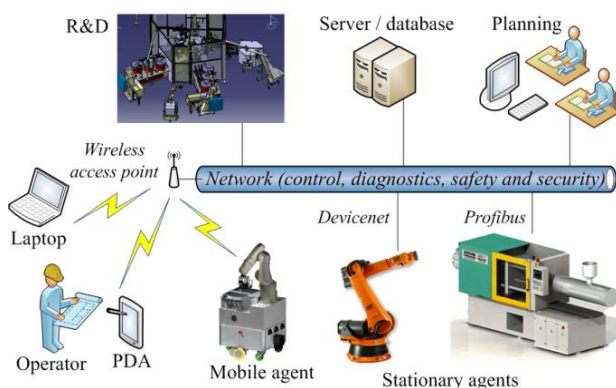 R&D
Server / database
Planning
Wireless
access point
Network (control, diagnostics, safety and security)
Laptop
Devicenet
Profibus
Operator
PDA
Mobile agent
Stationary agents